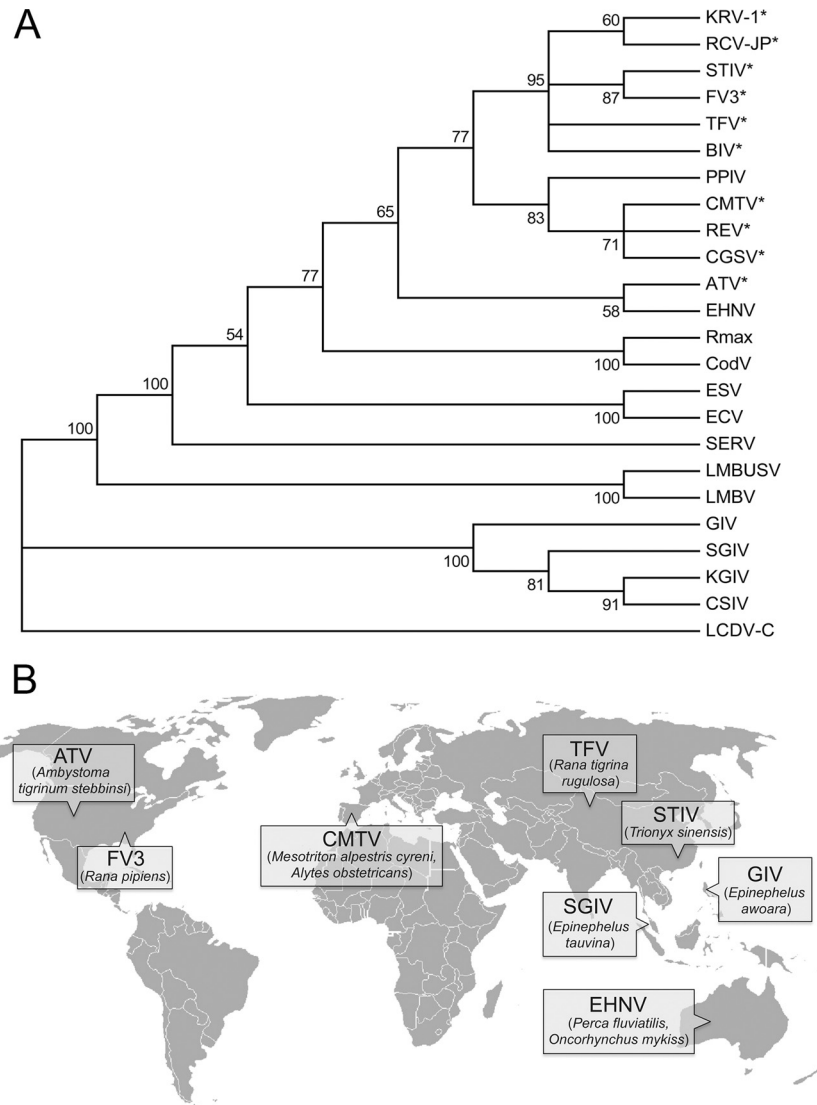 A
60
KRV-1*
RCV-JP*
95
STIV*
87
FV3*
TFV*
77
BIV*
PPIV
65
83
CMTV*
REV*
71
CGSV*
77
ATV*
58
EHNV
54
Rmax
100
CodV
100
ESV
100
ECV
100
SERV
LMBUSV
100
LMBV
GIV
100
SGIV
81
KGIV
91
CSIV
LCDV-C
B
ATV
(Ambystoma
tigrinum stebbinsi)
FV3
(Rana pipiens)
CMTV
(Mesotriton alpestris cyreni,
Alytes obstetricans)
TFV
(Rana tigrina
rugulosa)
STIV
(Trionyx sinensis)
GIV
(Epinephelus
awoara)
SGIV
(Epinephelus
tauvina)
EHNV
(Perca fluviatilis,
Oncorhynchus mykiss)